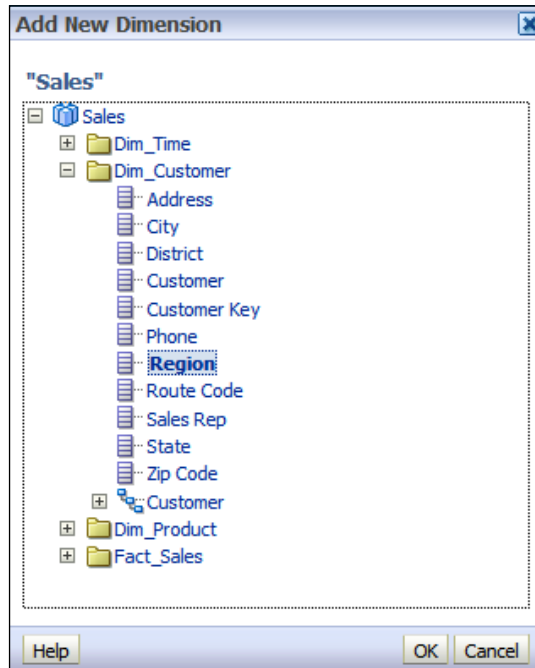 Add New Dimension
"Sales"
Sales
Dim_Time
Dim_Customer
Address
City
District
Customer
Customer Key
Phone
Region
Route Code
Sales Rep
State
Zip Code
Customer
Dim_Product
Fact_Sales
Help OK Cancel